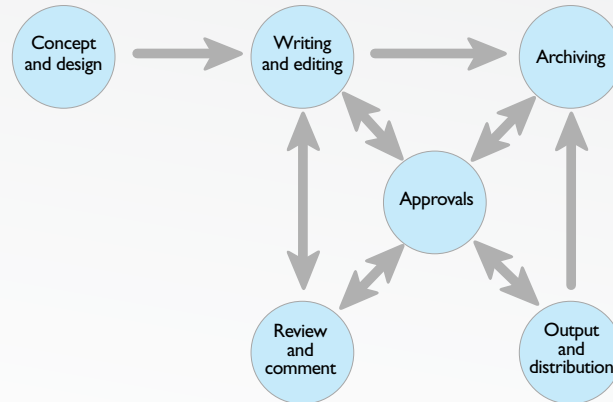 Concept
and design
Writing
and editing
Archiving
Approvals
Review
and
comment
Output
and
distribution